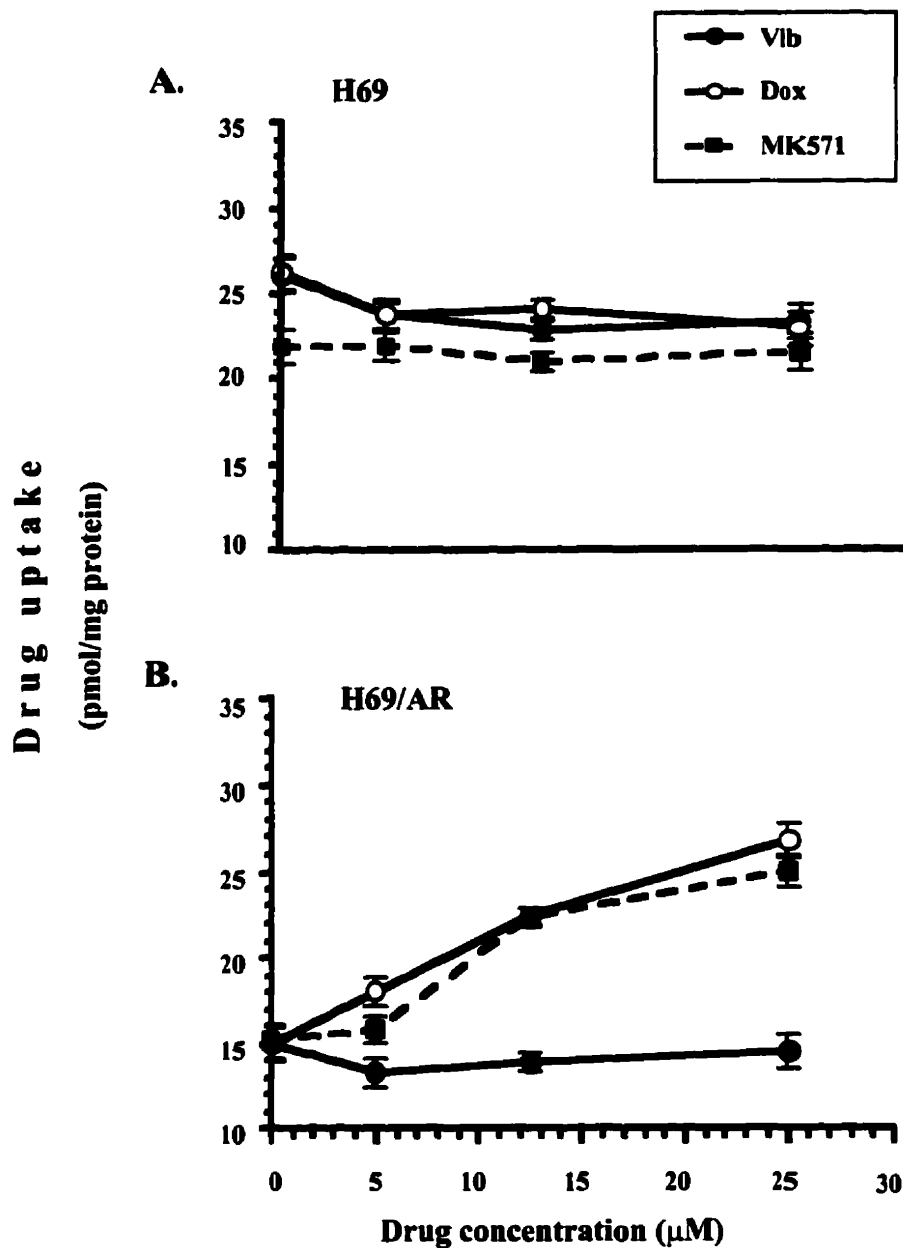 Vlb
Dox
MK571
A.
H69
35
30
25
20
15
10
Drug uptake
(pmol/mg protein)
B.
H69/AR
35
30
25
20
15
10
0 5 10 15 20 25 30
Drug concentration (μM)